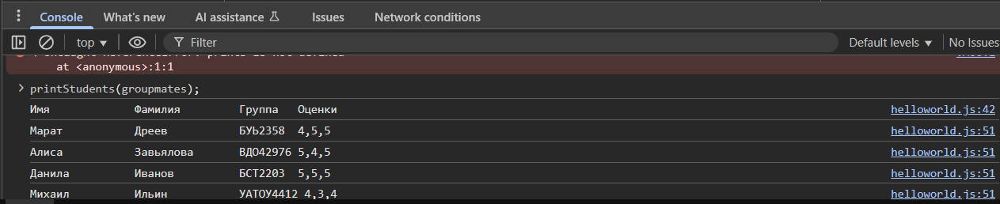 Console What's new AI assistance Issues Network conditions
top Filter Default levels No Issues
at <anonymous>:1:1
> printStudents(groupmates);
Имя Фамилия Группа Оценки helloworld.js:42
Марат Дреев БУЬ2358 4,5,5 helloworld.js:51
Алиса Завьялова ВДО42976 5,4,5 helloworld.js:51
Данила Иванов БСТ2203 5,5,5 helloworld.js:51
Михаил Ильин УАТОУ4412 4,3,4 helloworld.js:51